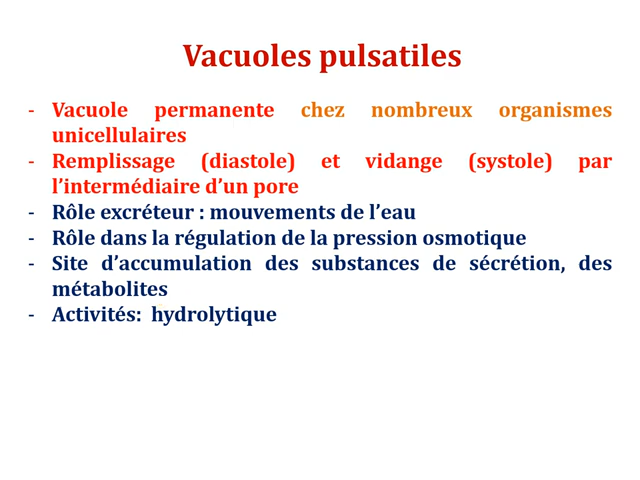 Vacuoles pulsatiles
- Vacuole permanente chez nombreux organismes
unicellulaires
- Remplissage (diastole) et vidange (systole) par
l’intermédiaire d’un pore
- Rôle excréteur : mouvements de l’eau
- Rôle dans la régulation de la pression osmotique
- Site d’accumulation des substances de sécrétion, des
métabolites
- Activités: hydrolytique